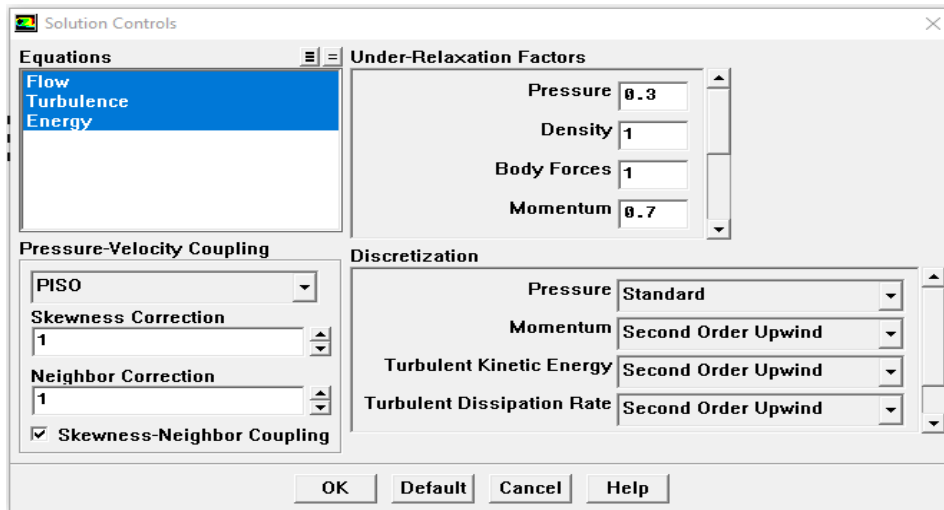 Solution Controls
Equations
Flow
Turbulence
Energy
Under-Relaxation Factors
Pressure 0.3
Density 1
Body Forces 1
Momentum 0.7
Pressure-Velocity Coupling
PISO
Skewness Correction
1
Neighbor Correction
1
Skewness-Neighbor Coupling
Discretization
Pressure Standard
Momentum Second Order Upwind
Turbulent Kinetic Energy Second Order Upwind
Turbulent Dissipation Rate Second Order Upwind
OK Default Cancel Help